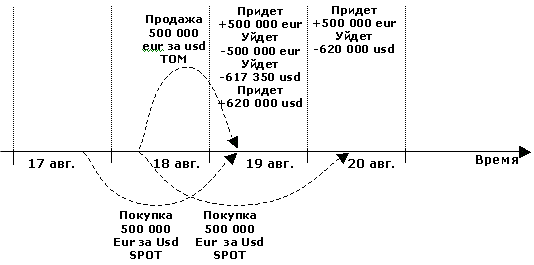 Продажа
500 000
eur за usd
TOM
Придет
+500 000 eur
Уйдет
-500 000 eur
Уйдет
-617 350 usd
Придет
+620 000 usd
Придет
+500 000 eur
Уйдет
-620 000 usd
17 авг.
18 авг.
19 авг.
20 авг.
Время
Покупка
500 000
Eur за Usd
SPOT
Покупка
500 000
Eur за Usd
SPOT